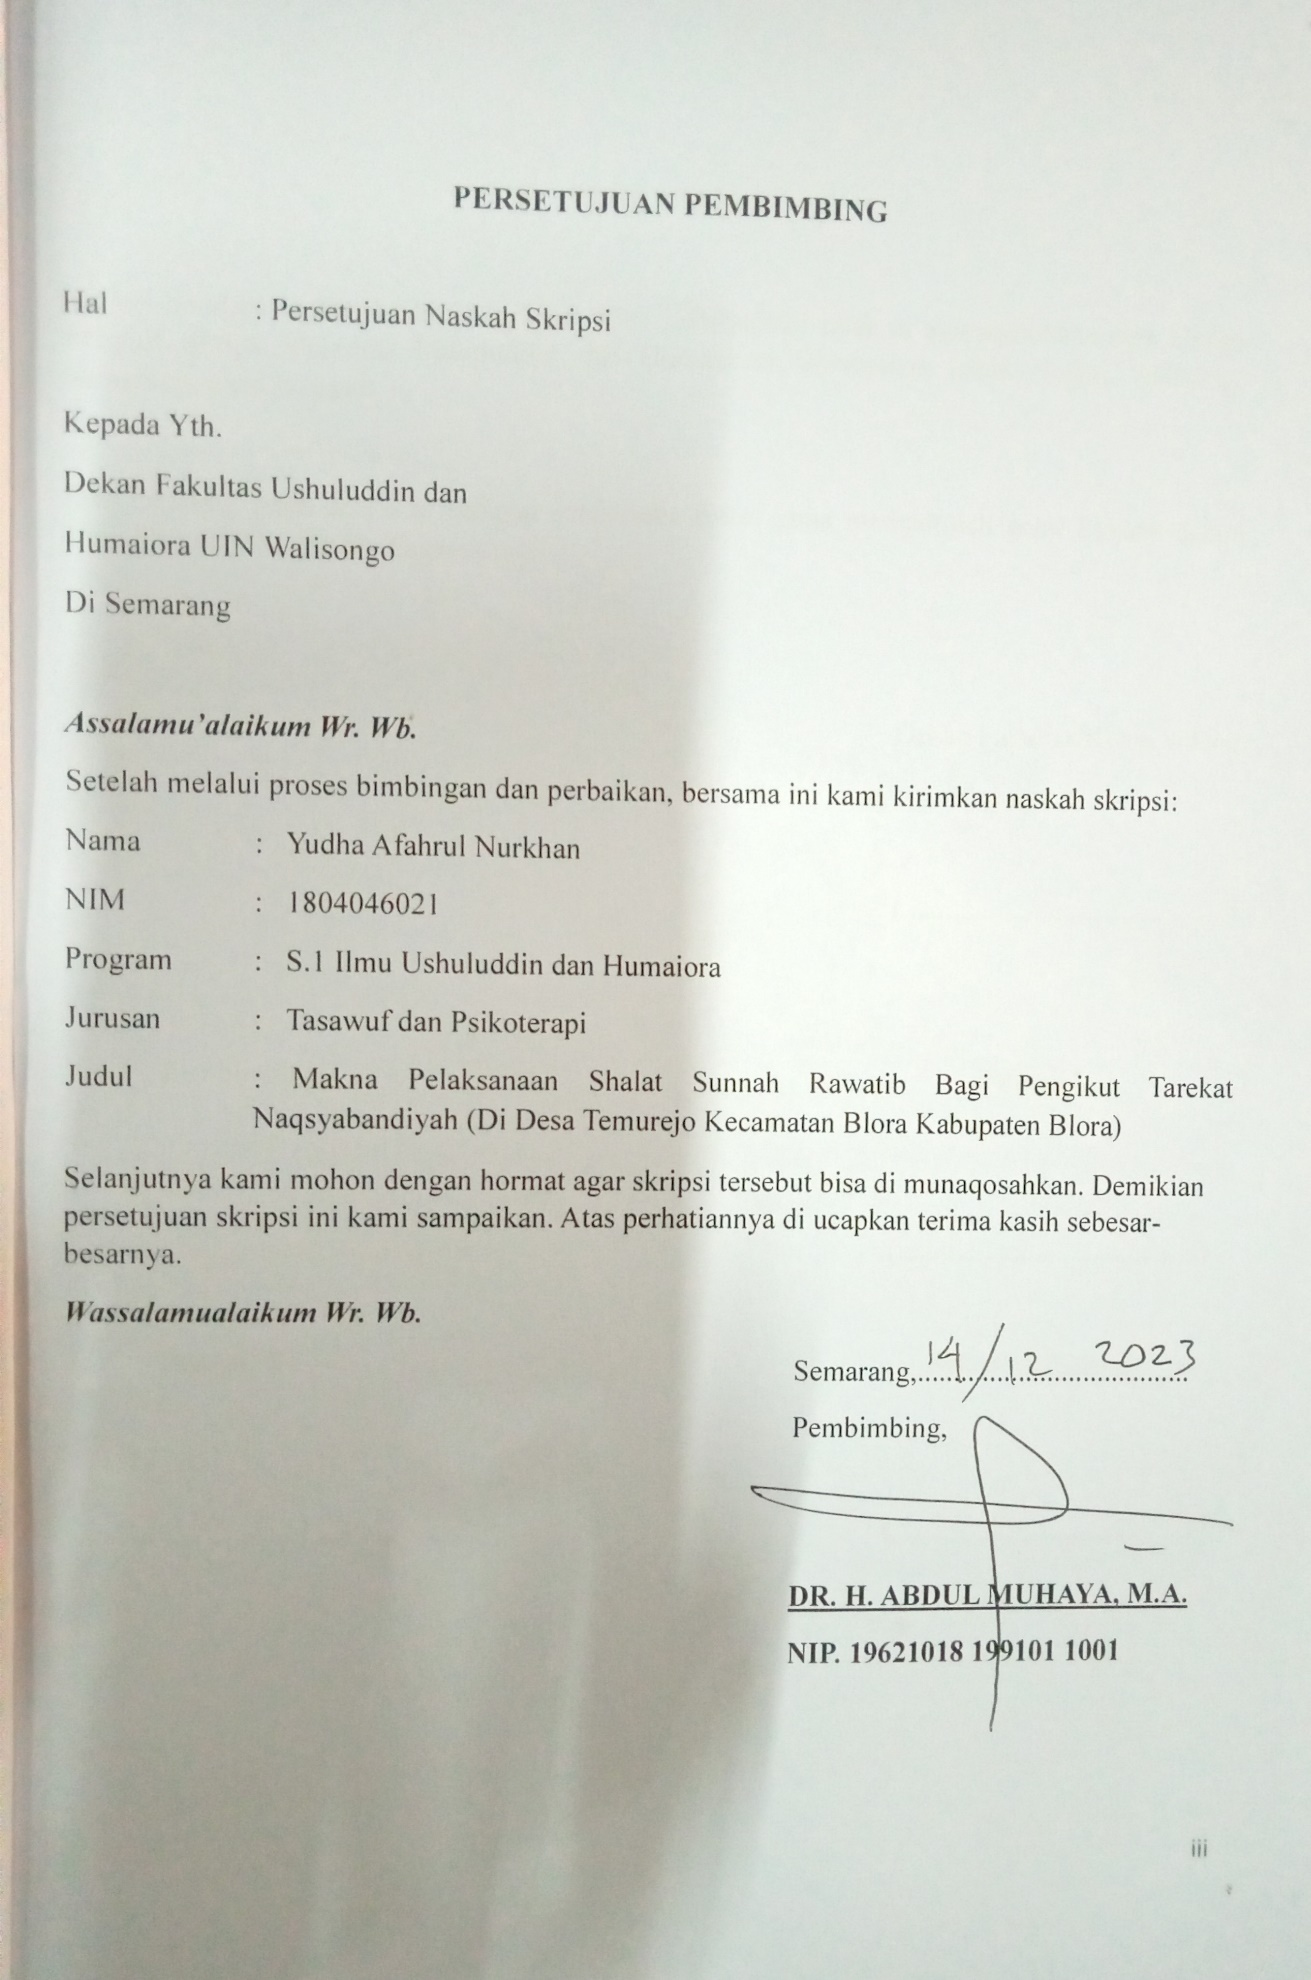 PERSETUJUAN PEMBIMBING
Hal : Persetujuan Naskah Skripsi
Kepada Yth.
Dekan Fakultas Ushuluddin dan
Humaiora UIN Walisongo
Di Semarang
Assalamu’alaikum Wr. Wb.
Setelah melalui proses bimbingan dan perbaikan, bersama ini kami kirimkan naskah skripsi:
Nama : Yudha Afahrul Nurkhan
NIM : 1804046021
Program : S.1 Ilmu Ushuluddin dan Humaiora
Jurusan : Tasawuf dan Psikoterapi
Judul : Makna Pelaksanaan Shalat Sunnah Rawatib Bagi Pengikut Tarekat
Naqsyabandiyah (Di Desa Temurejo Kecamatan Blora Kabupaten Blora)
Selanjutnya kami mohon dengan hormat agar skripsi tersebut bisa di munaqosahkan. Demikian
persetujuan skripsi ini kami sampaikan. Atas perhatiannya di ucapkan terima kasih sebesar-
besarnya.
Wassalamualaikum Wr. Wb.
Semarang, 14/12 2023
Pembimbing,
DR. H. ABDUL MUHAYA, M.A.
NIP. 19621018 199101 1001
iii